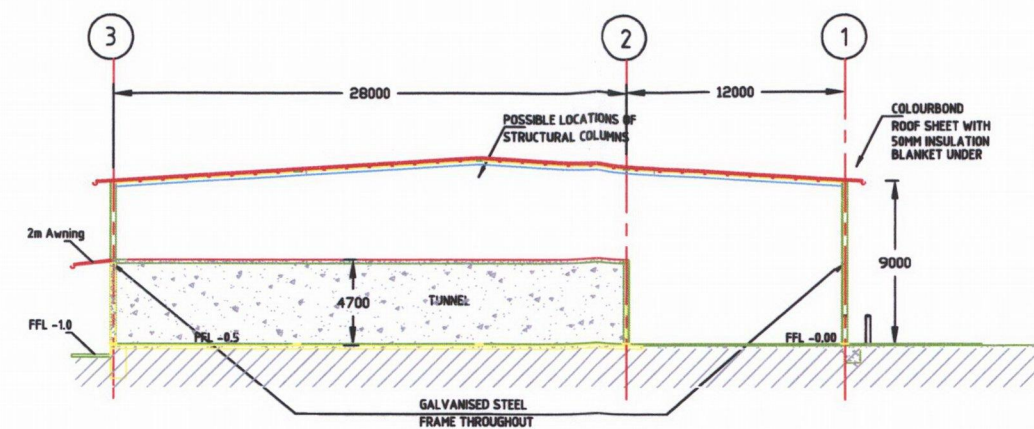 3
2
1
28000
12000
POSSIBLE LOCATIONS OF
STRUCTURAL COLUMNS
COLOURBOND
ROOF SHEET WITH
50MM INSULATION
BLANKET UNDER
2m Awning
9000
4700
TUNNEL
FFL -1.0
FFL -0.5
FFL -0.00
GALVANISED STEEL
FRAME THROUGHOUT